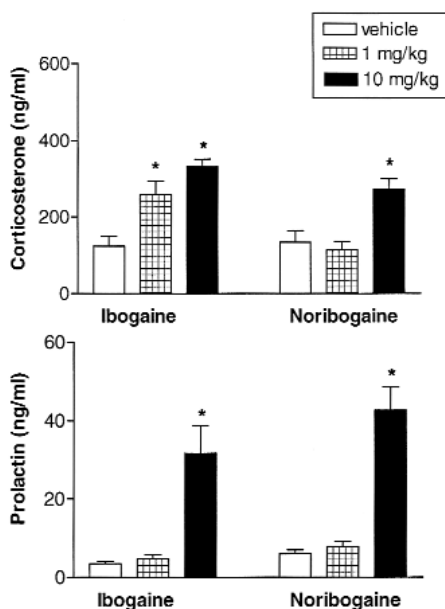 vehicle
1 mg/kg
10 mg/kg
Corticosterone (ng/ml)
600
400
200
0
*
*
*
Ibogaine
Noribogaine
Prolactin (ng/ml)
60
40
20
0
*
*
Ibogaine
Noribogaine